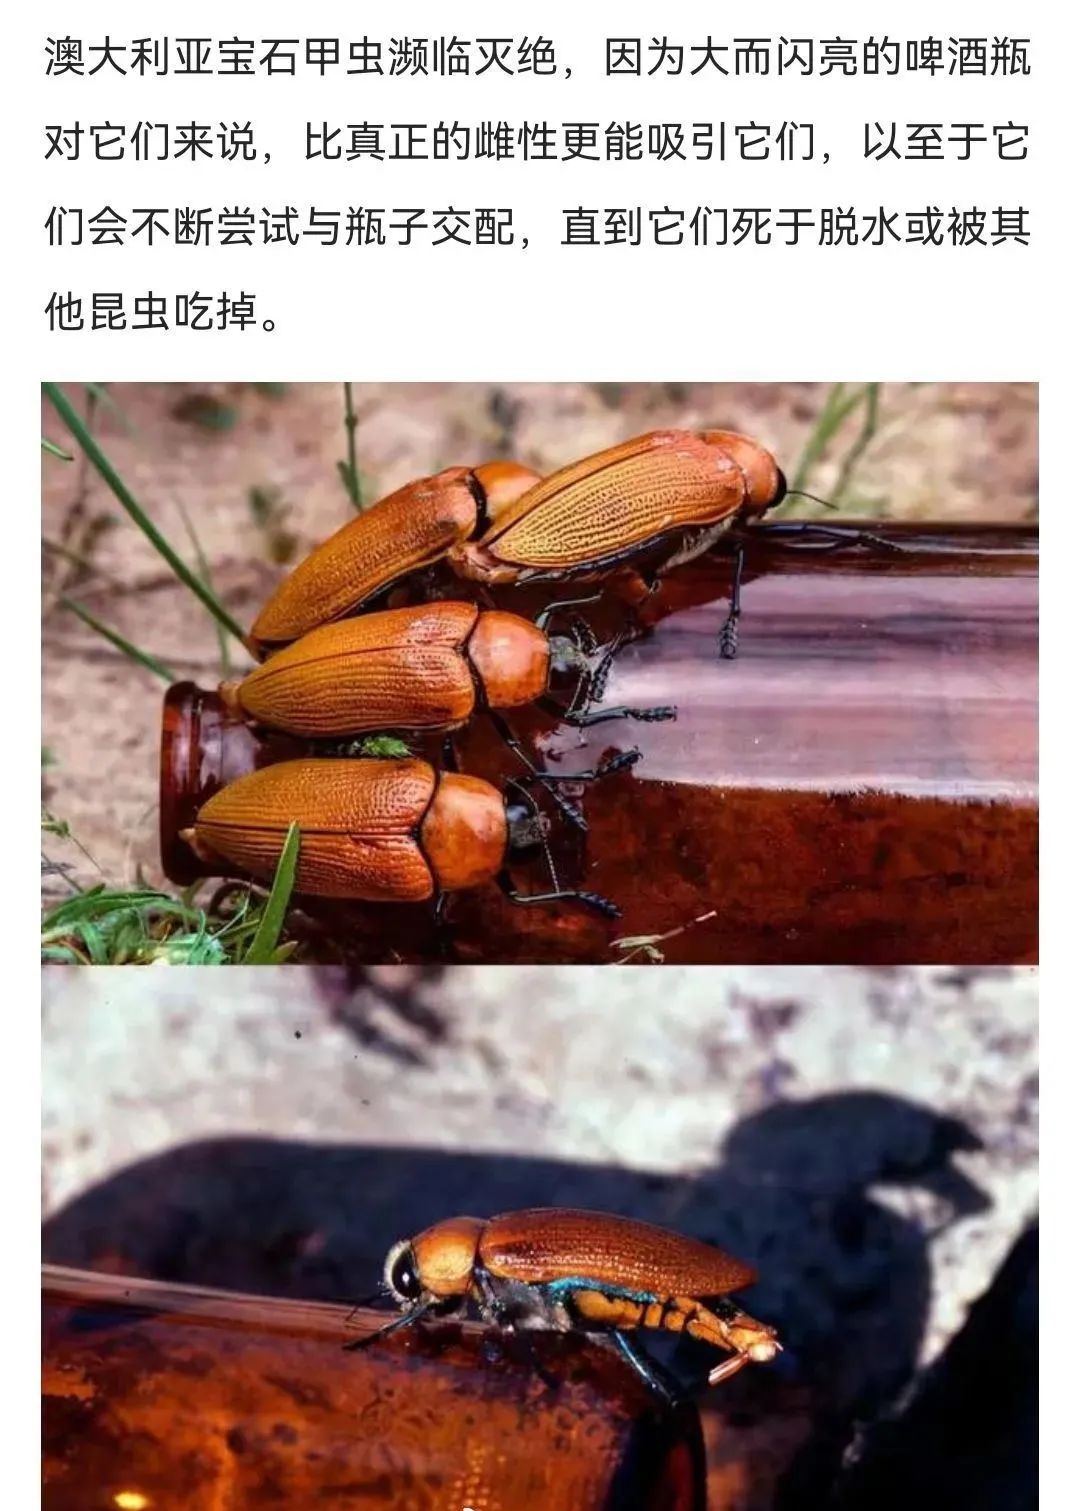 澳大利亚宝石甲虫濒临灭绝，因为大而闪亮的啤酒瓶
对它们来说，比真正的雌性更能吸引它们，以至于它
们会不断尝试与瓶子交配，直到它们死于脱水或被其
他昆虫吃掉。